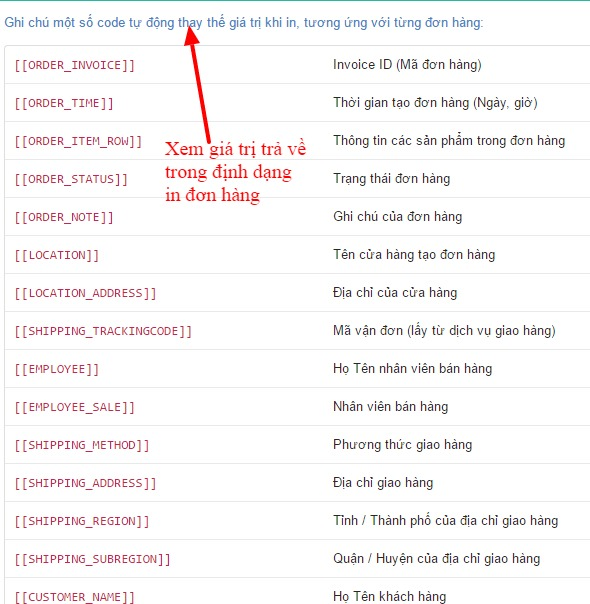 Ghi chú một số code tự động thay thế giá trị khi in, tương ứng với từng đơn hàng:
[[ORDER_INVOICE]] Invoice ID (Mã đơn hàng)
[[ORDER_TIME]] Thời gian tạo đơn hàng (Ngày, giờ)
[[ORDER_ITEM_ROW]] Thông tin các sản phẩm trong đơn hàng
Xem giá trị trả về
trong định dạng
in đơn hàng
[[ORDER_STATUS]] Trạng thái đơn hàng
[[ORDER_NOTE]] Ghi chú của đơn hàng
[[LOCATION]] Tên cửa hàng tạo đơn hàng
[[LOCATION_ADDRESS]] Địa chỉ của cửa hàng
[[SHIPPING_TRACKINGCODE]] Mã vận đơn (lấy từ dịch vụ giao hàng)
[[EMPLOYEE]] Họ Tên nhân viên bán hàng
[[EMPLOYEE_SALE]] Nhân viên bán hàng
[[SHIPPING_METHOD]] Phương thức giao hàng
[[SHIPPING_ADDRESS]] Địa chỉ giao hàng
[[SHIPPING_REGION]] Tỉnh / Thành phố của địa chỉ giao hàng
[[SHIPPING_SUBREGION]] Quận / Huyện của địa chỉ giao hàng
[[CUSTOMER_NAME]] Họ Tên khách hàng